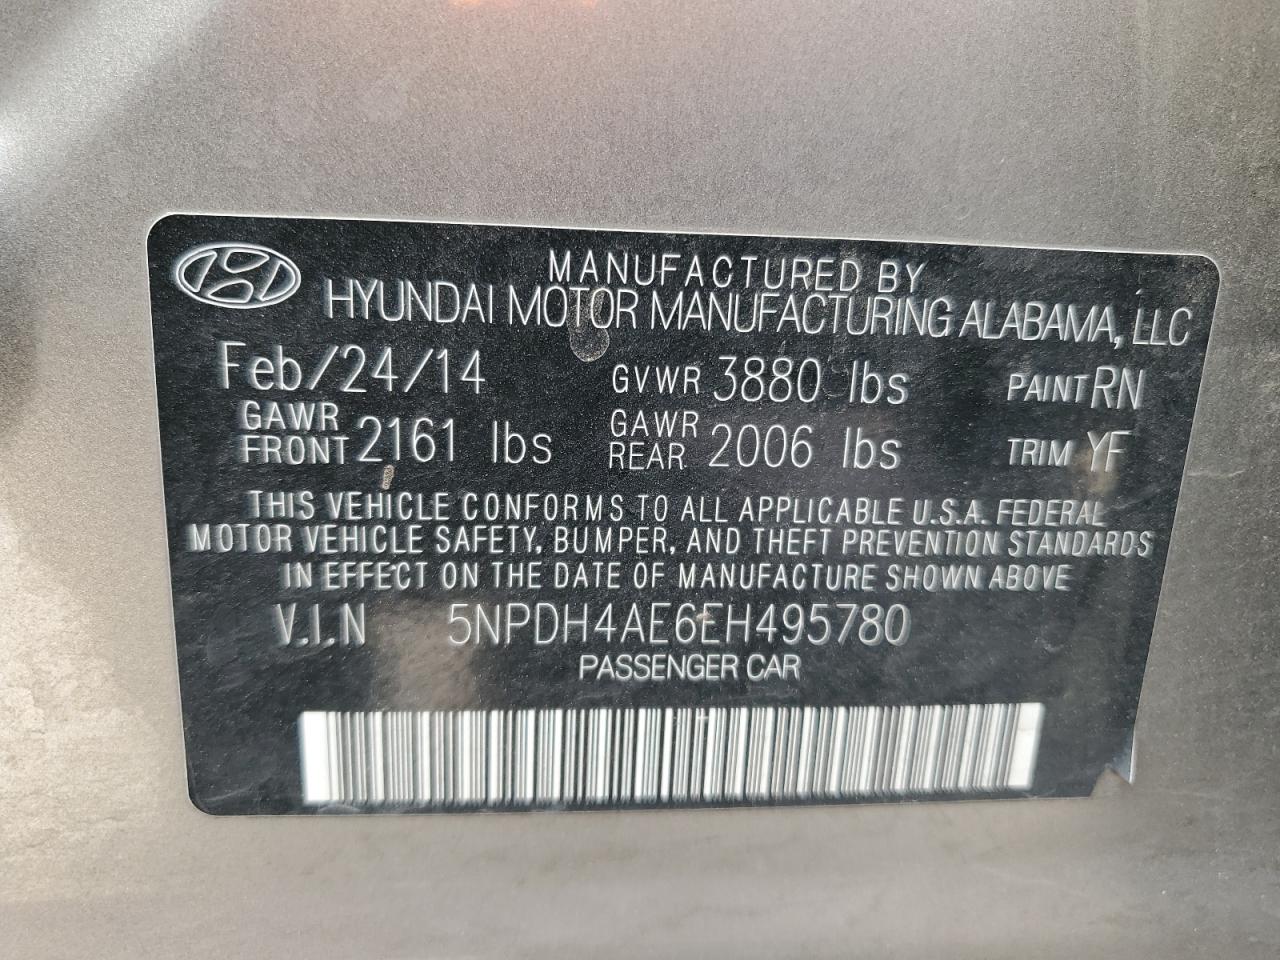 MANUFACTURED BY
HYUNDAI MOTOR MANUFACTURING ALABAMA, LLC
Feb/24/14 GVWR 3880 lbs PAINT RN
GAWR FRONT 2161 lbs GAWR REAR 2006 lbs TRIM YF
THIS VEHICLE CONFORMS TO ALL APPLICABLE U.S.A. FEDERAL
MOTOR VEHICLE SAFETY, BUMPER, AND THEFT PREVENTION STANDARDS
IN EFFECT ON THE DATE OF MANUFACTURE SHOWN ABOVE
V.I.N 5NPDH4AE6EH495780
PASSENGER CAR